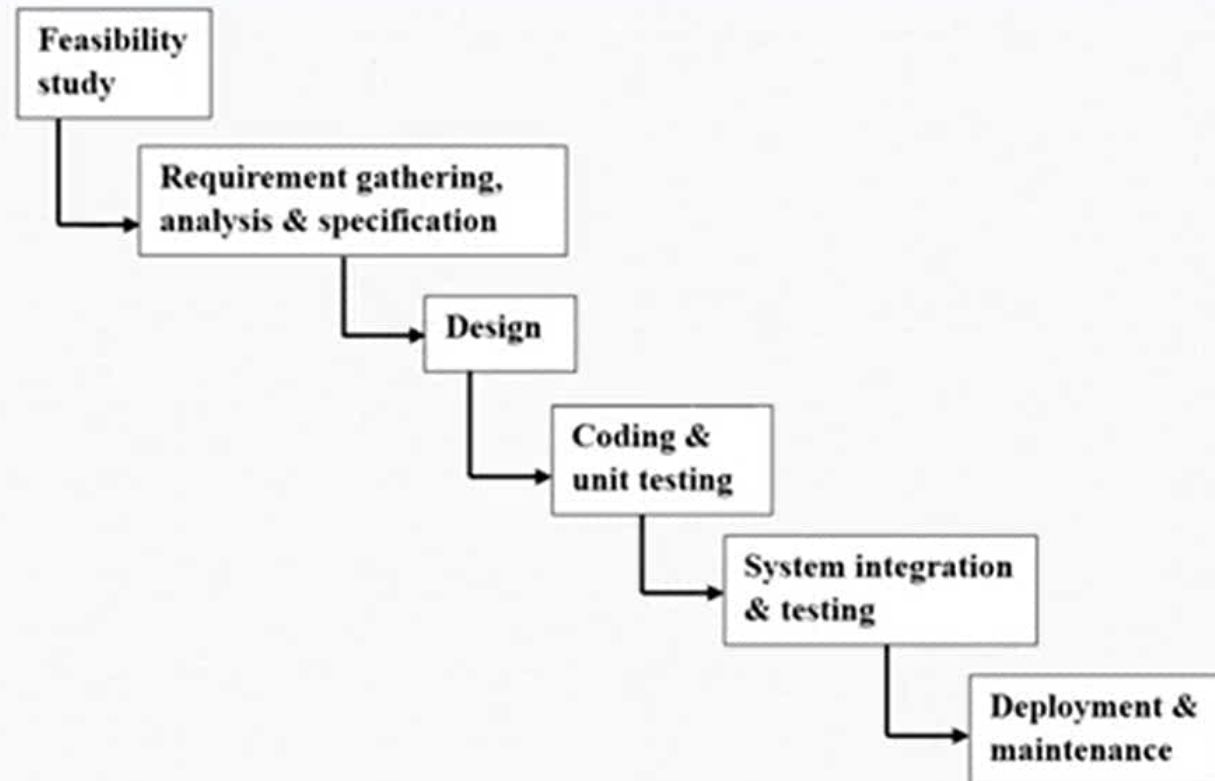 Feasibility
study
Requirement gathering,
analysis & specification
Design
Coding &
unit testing
System integration
& testing
Deployment &
maintenance